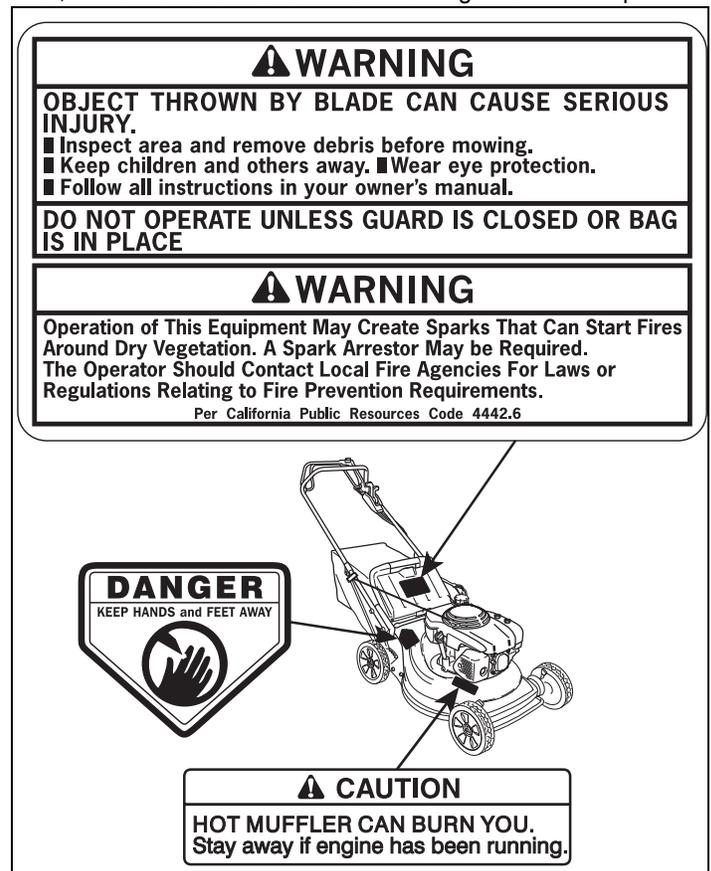 WARNING
OBJECT THROWN BY BLADE CAN CAUSE SERIOUS
INJURY.
Inspect area and remove debris before mowing.
Keep children and others away. Wear eye protection.
Follow all instructions in your owner's manual.
DO NOT OPERATE UNLESS GUARD IS CLOSED OR BAG
IS IN PLACE
WARNING
Operation of This Equipment May Create Sparks That Can Start Fires
Around Dry Vegetation. A Spark Arrestor May be Required.
The Operator Should Contact Local Fire Agencies For Laws or
Regulations Relating to Fire Prevention Requirements.
Per California Public Resources Code 4442.6
DANGER
KEEP HANDS and FEET AWAY
CAUTION
HOT MUFFLER CAN BURN YOU.
Stay away if engine has been running.